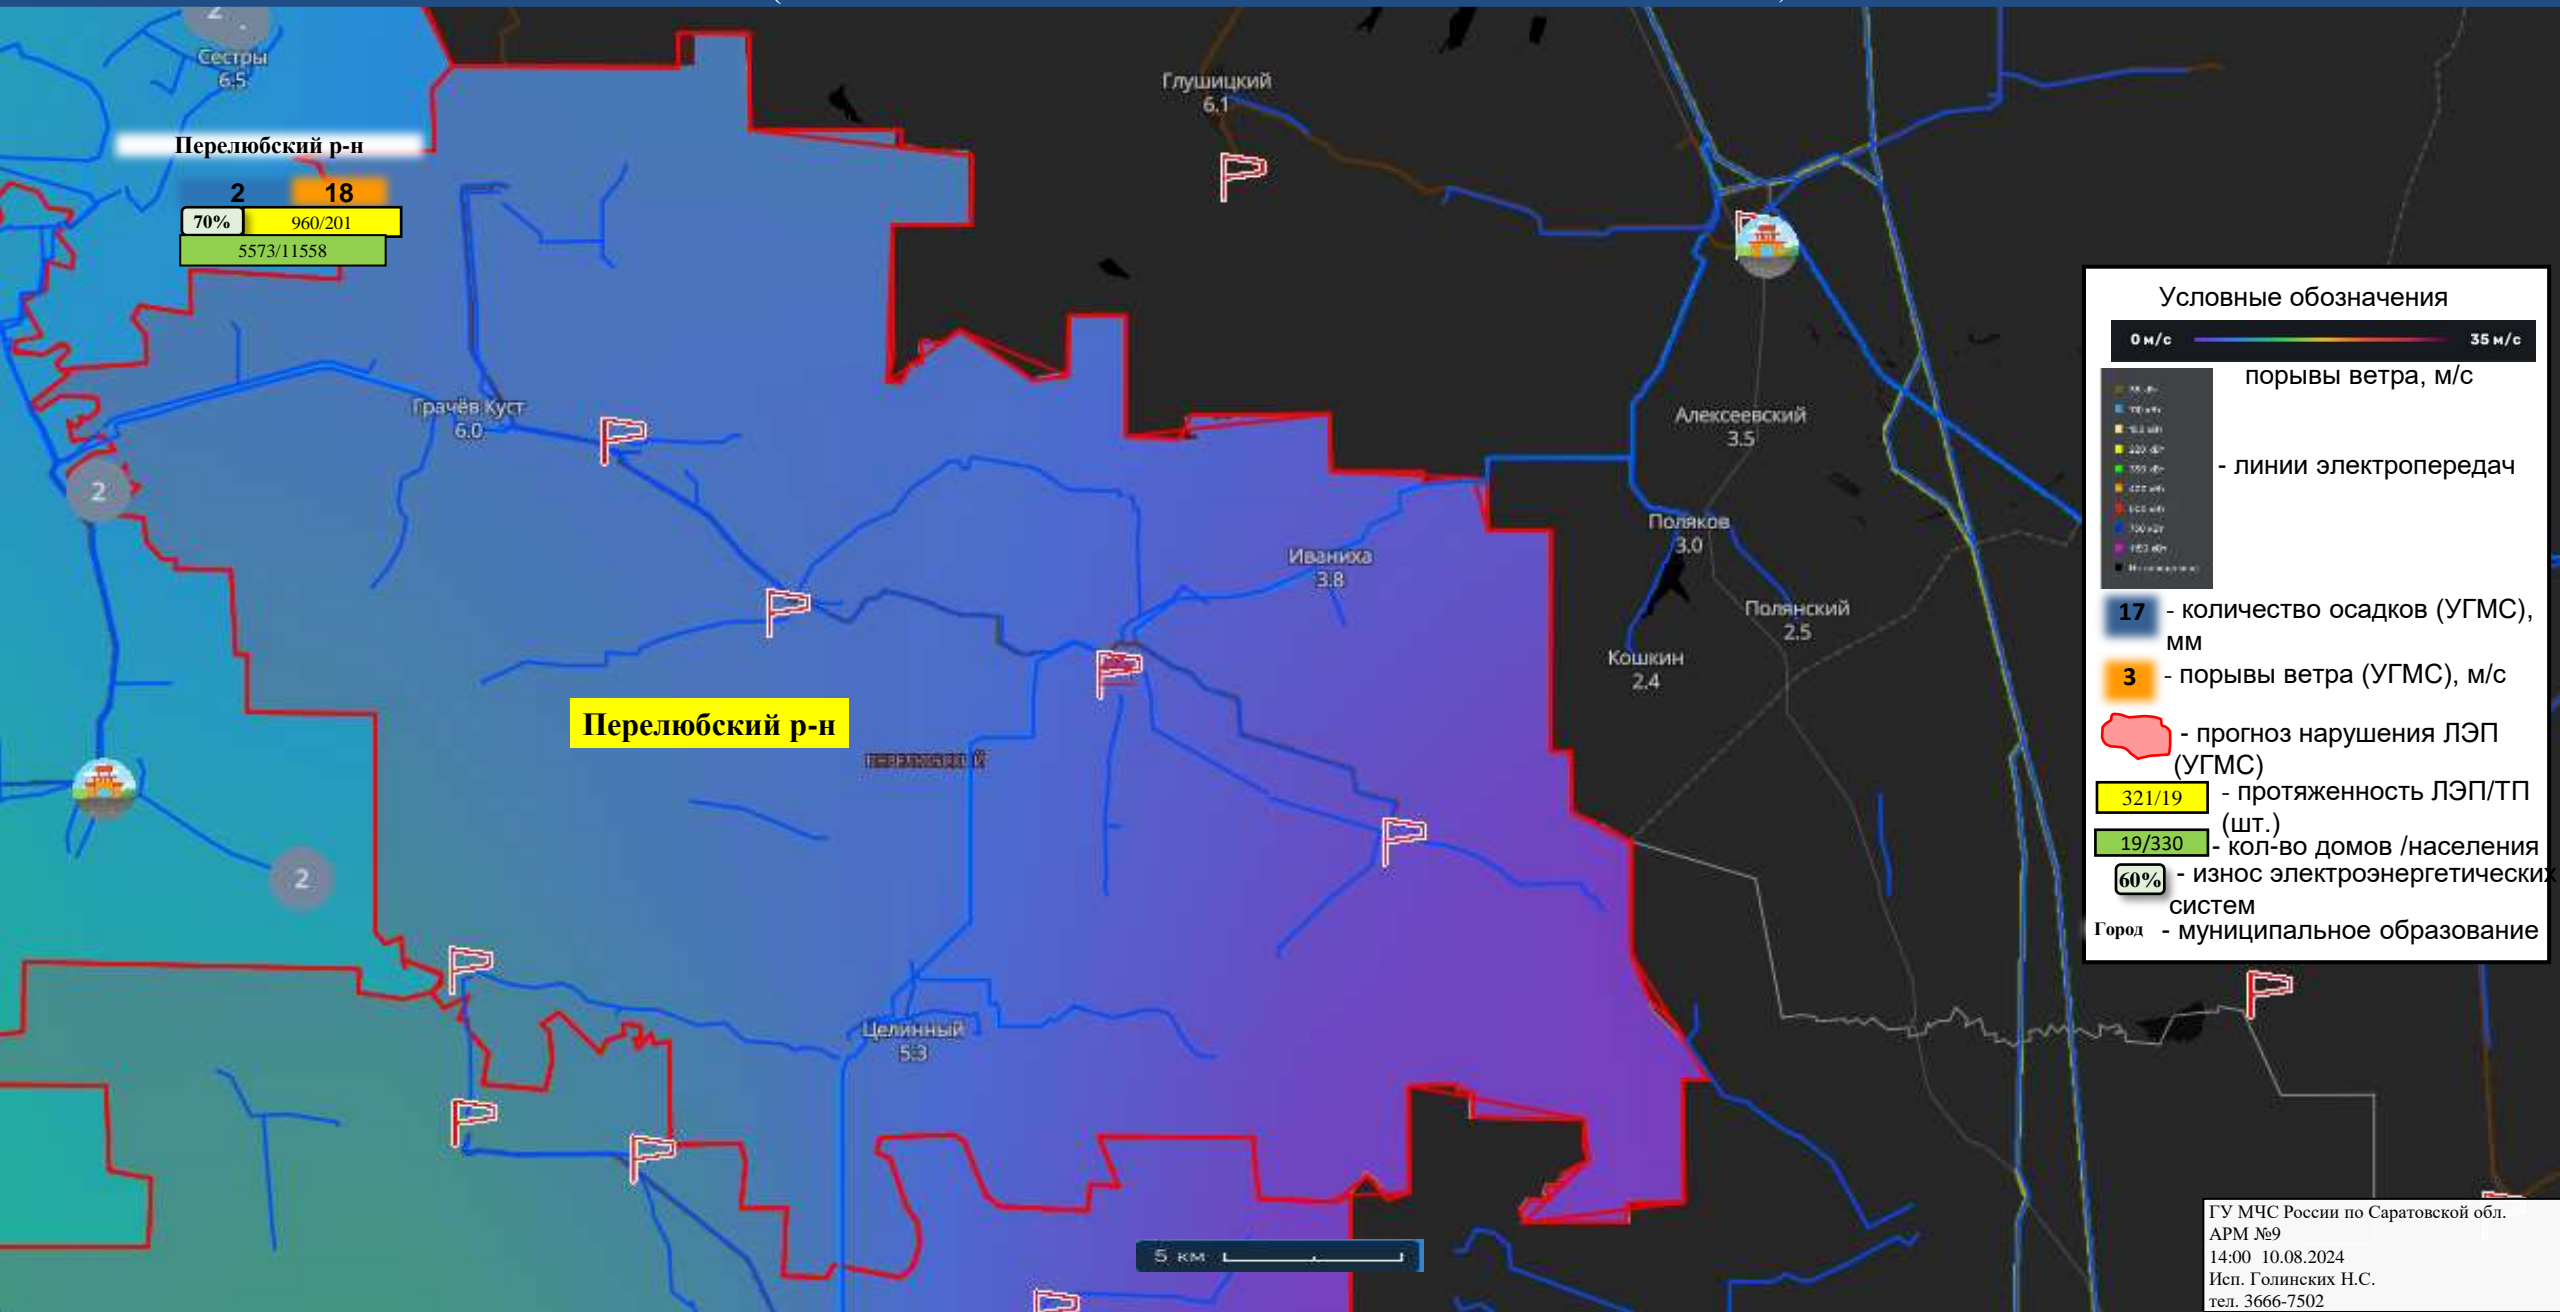 2
Сестры
6.5
Перелюбский р-н
2 18
70% 960/201
5573/11558
Глушицкий
6.1
Грачёв Куст
6.0
2
Алексеевский
3.5
Поляков
3.0
Иваниха
3.8
Полянский
2.5
Кошкин
2.4
Перелюбский р-н
2
Целинный
5.3
5 км
Условные обозначения
0 м/с 35 м/с
порывы ветра, м/с
- линии электропередач
17 - количество осадков (УГМС),
мм
3 - порывы ветра (УГМС), м/с
- прогноз нарушения ЛЭП
(УГМС)
321/19 - протяженность ЛЭП/ТП
(шт.)
19/330 - кол-во домов /населения
60% - износ электроэнергетических
систем
Город - муниципальное образование
ГУ МЧС России по Саратовской обл.
АРМ №9
14:00 10.08.2024
Исп. Голинских Н.С.
тел. 3666-7502